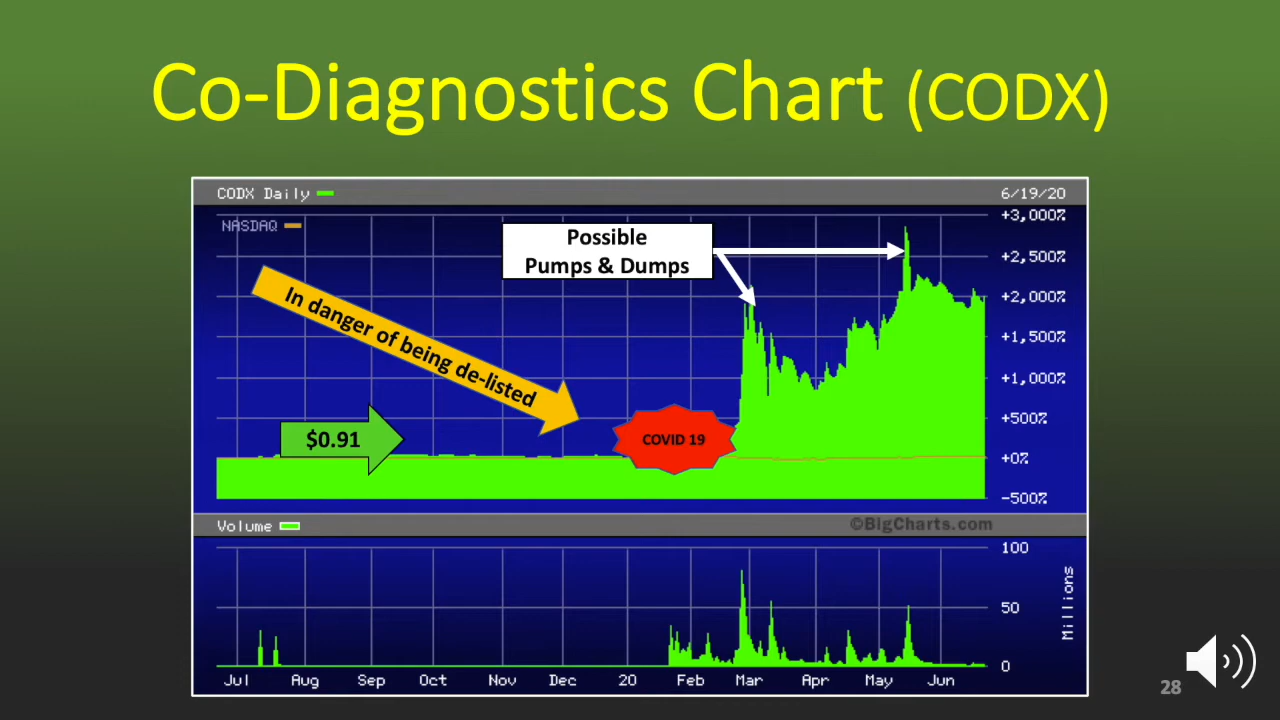 Co-Diagnostics Chart (CODX)
CODX Daily
6/19/20
NASDAQ
+3,000%
Possible
Pumps & Dumps
+2,500%
In danger of being de-listed
+2,000%
+1,500%
+1,000%
+500%
$0.91
COVID 19
+0%
-500%
Volume
©BigCharts.com
100
50
Millions
0
Jul Aug Sep Oct Nov Dec 20 Feb Mar Apr May Jun
28